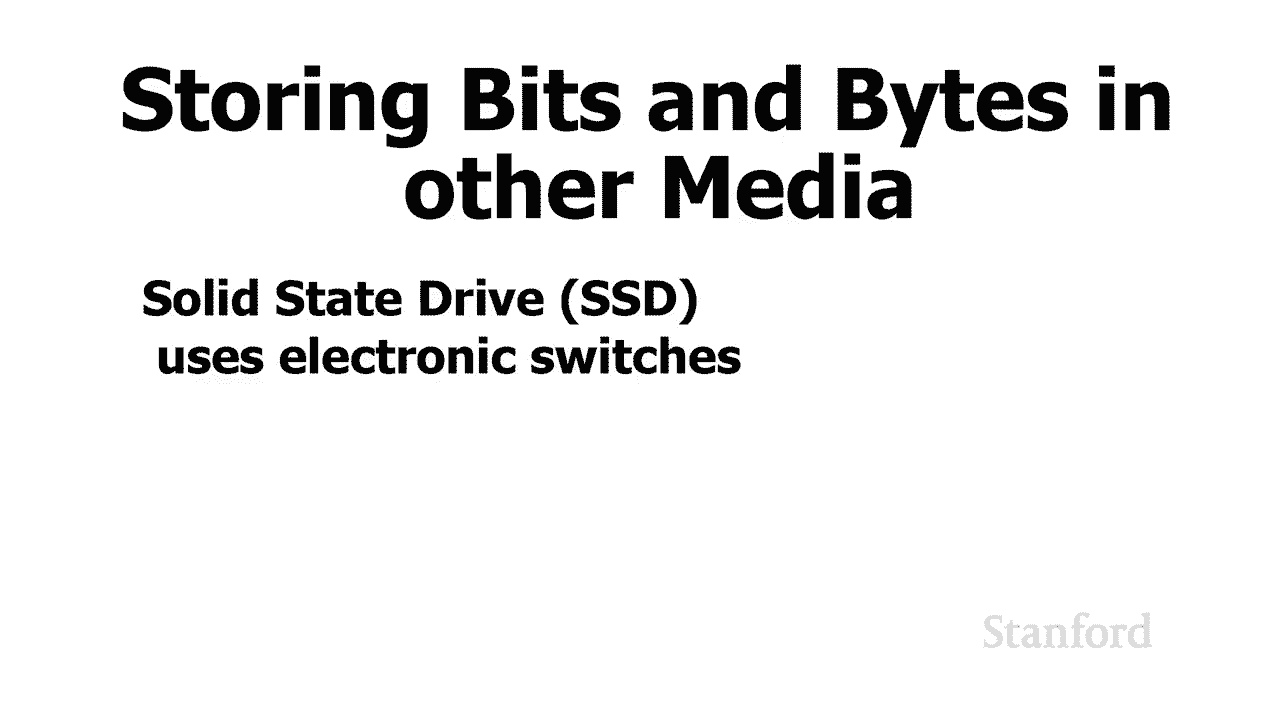 Storing Bits and Bytes in
other Media
Solid State Drive (SSD)
uses electronic switches
Stanford